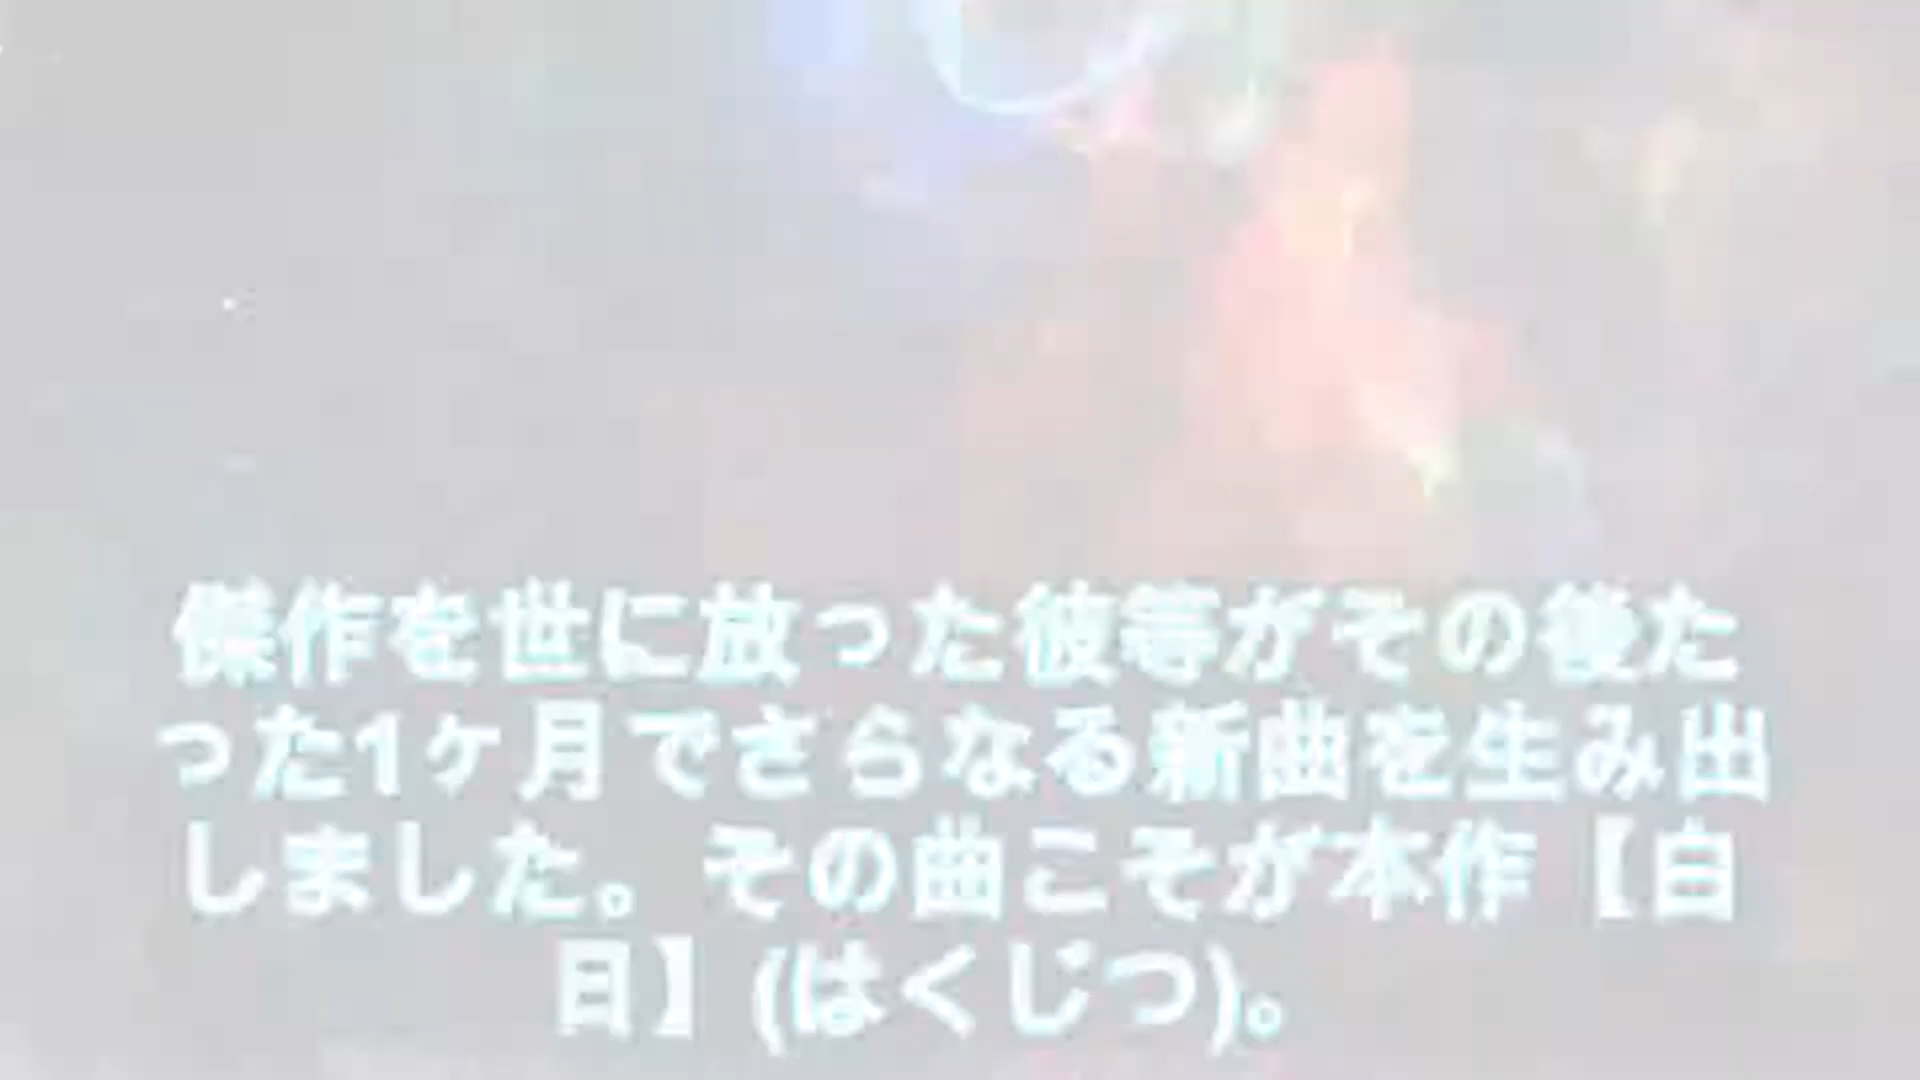 傑作を世に放った彼等がその後た
った1ヶ月でさらなる新曲を生み出
しました。その曲こそが本作【白
日】(はくじつ)。